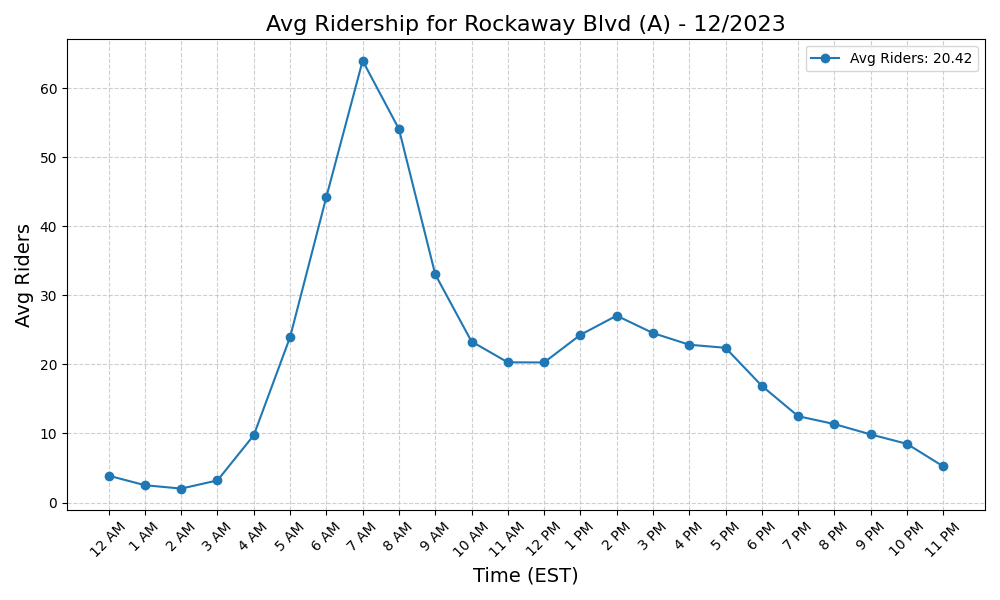 Avg Ridership for Rockaway Blvd (A) - 12/2023
Avg Riders: 20.42
Avg Riders
60
50
40
30
20
10
0
12 AM
1 AM
2 AM
3 AM
4 AM
5 AM
6 AM
7 AM
8 AM
9 AM
10 AM
11 AM
12 PM
1 PM
2 PM
3 PM
4 PM
5 PM
6 PM
7 PM
8 PM
9 PM
10 PM
11 PM
Time (EST)